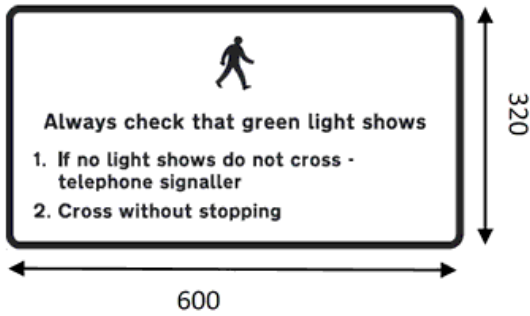 Always check that green light shows
1. If no light shows do not cross -
telephone signaller
2. Cross without stopping
320
600